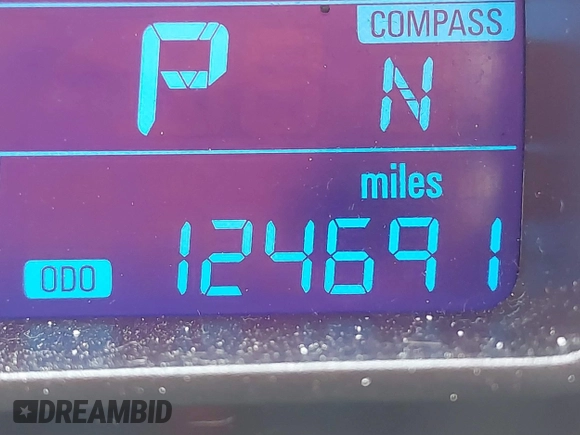 COMPASS
P N
miles
ODO 124691
DREAMBID